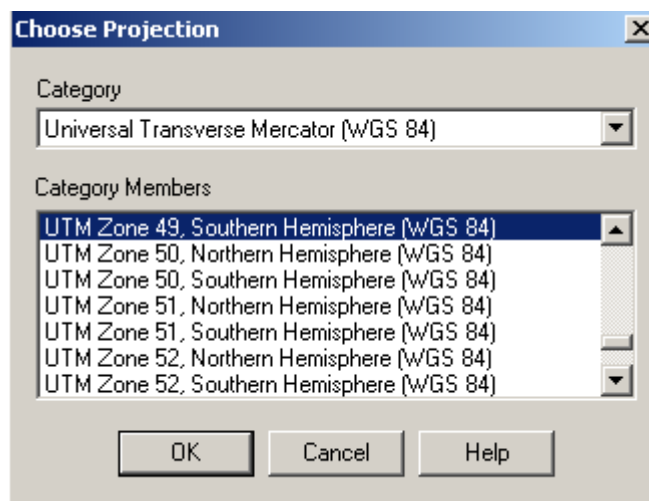 Choose Projection
Category
Universal Transverse Mercator (WGS 84)
Category Members
UTM Zone 49, Southern Hemisphere (WGS 84)
UTM Zone 50, Northern Hemisphere (WGS 84)
UTM Zone 50, Southern Hemisphere (WGS 84)
UTM Zone 51, Northern Hemisphere (WGS 84)
UTM Zone 51, Southern Hemisphere (WGS 84)
UTM Zone 52, Northern Hemisphere (WGS 84)
UTM Zone 52, Southern Hemisphere (WGS 84)
OK Cancel Help